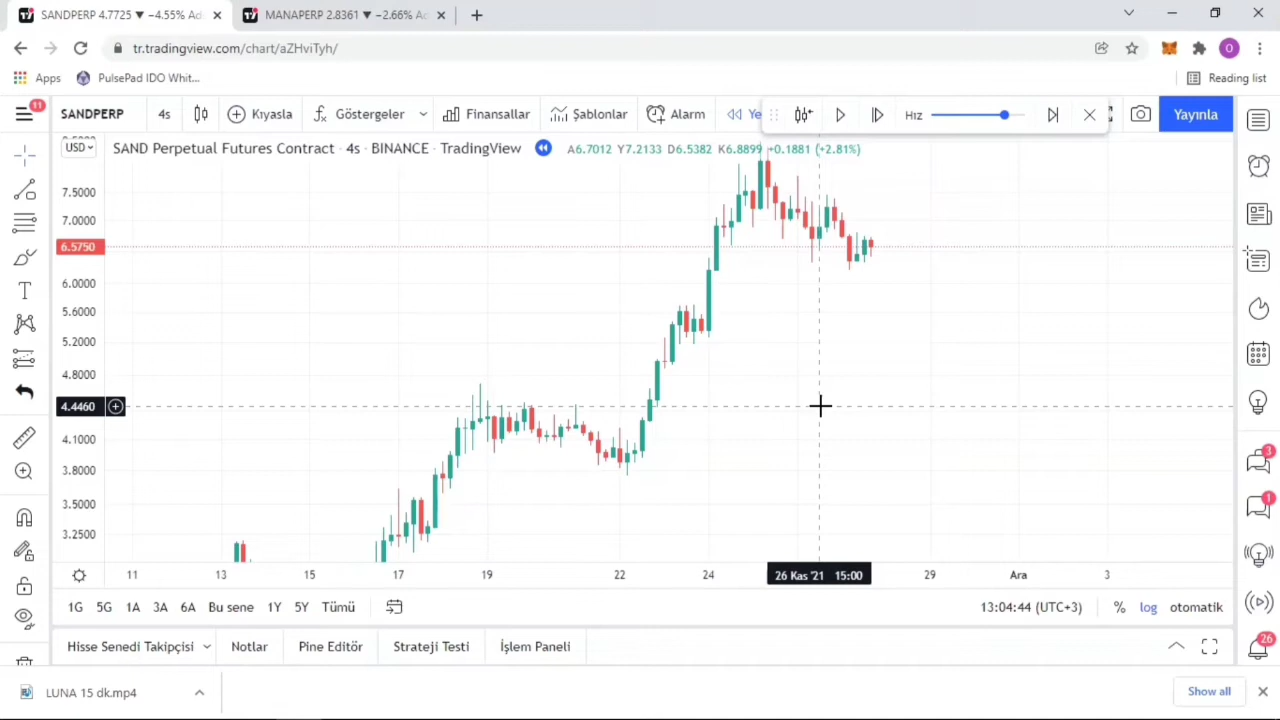 SANDPERP 4.7725 ▼ −4.55% Ad
MANAPERP 2.8361 ▼ −2.66% Ad
tr.tradingview.com/chart/aZHviTyh/
O
Apps
PulsePad IDO Whit...
Reading list
11
SANDPERP
4s
Kıyasla
Göstergeler
Finansallar
Şablonlar
Alarm
Ye
Hız
Yayınla
USD
SAND Perpetual Futures Contract · 4s · BINANCE · TradingView
A6.7012 Y7.2133 D6.5382 K6.8899 +0.1881 (+2.81%)
7.5000
7.0000
6.5750
6.0000
5.6000
5.2000
4.8000
4.4460
4.1000
3.8000
3.5000
3.2500
3
1
26
11
13
15
17
19
22
24
26 Kas '21 15:00
29
Ara
3
1G 5G 1A 3A 6A Bu sene 1Y 5Y Tümü
13:04:44 (UTC+3)
% log otomatik
Hisse Senedi Takipçisi
Notlar
Pine Editör
Strateji Testi
İşlem Paneli
LUNA 15 dk.mp4
Show all